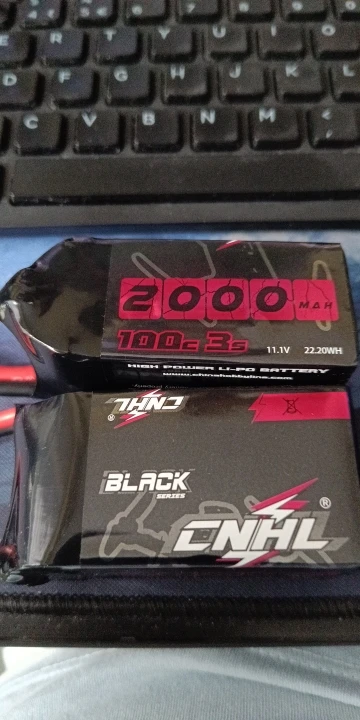 E R T Y U I O
D F G H J K L
C V B N M
2000 MAH
100c 3s 11.1V 22.20WH
HIGH POWER LI-PO BATTERY
www.chinahobbyline.com
CNHL
BLACK
SERIES
CNHL®